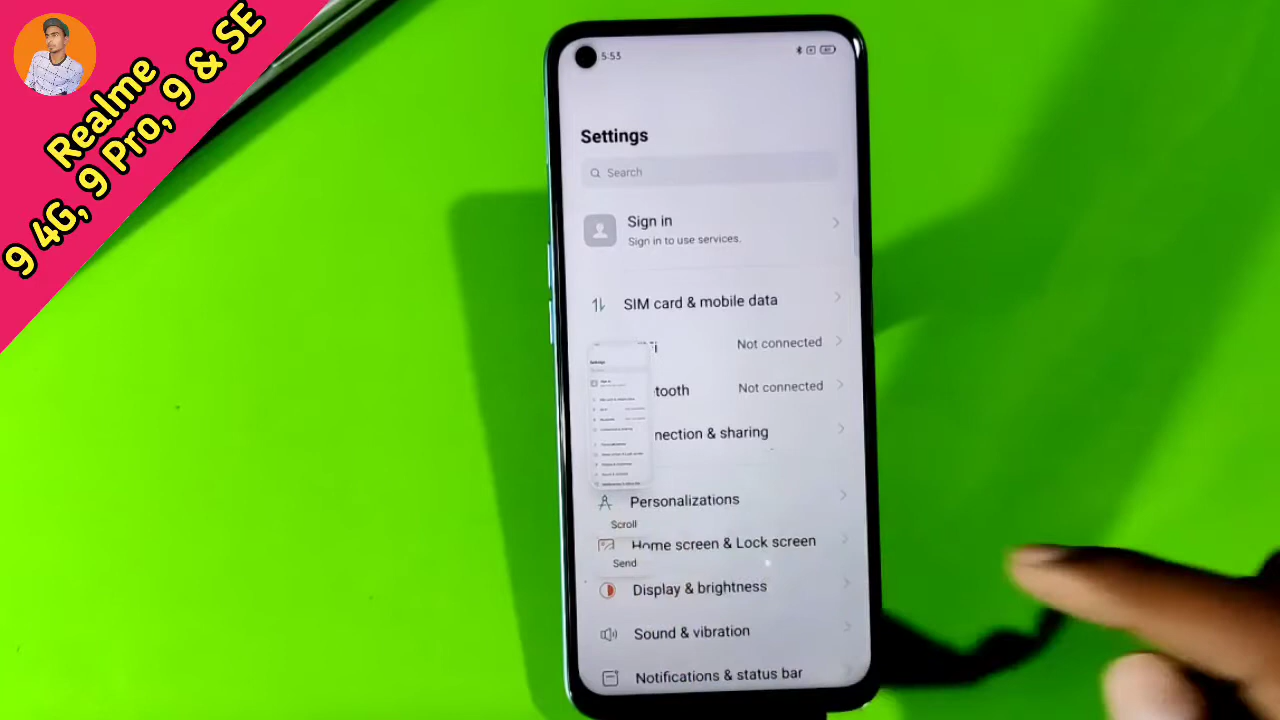 Realme
9 4G, 9 Pro, 9 & SE
5:53
Settings
Search
Sign in
Sign in to use services.
SIM card & mobile data
Fi
Not connected
tooth
Not connected
nection & sharing
Personalizations
Scroll
Home screen & Lock screen
Send
Display & brightness
Sound & vibration
Notifications & status bar